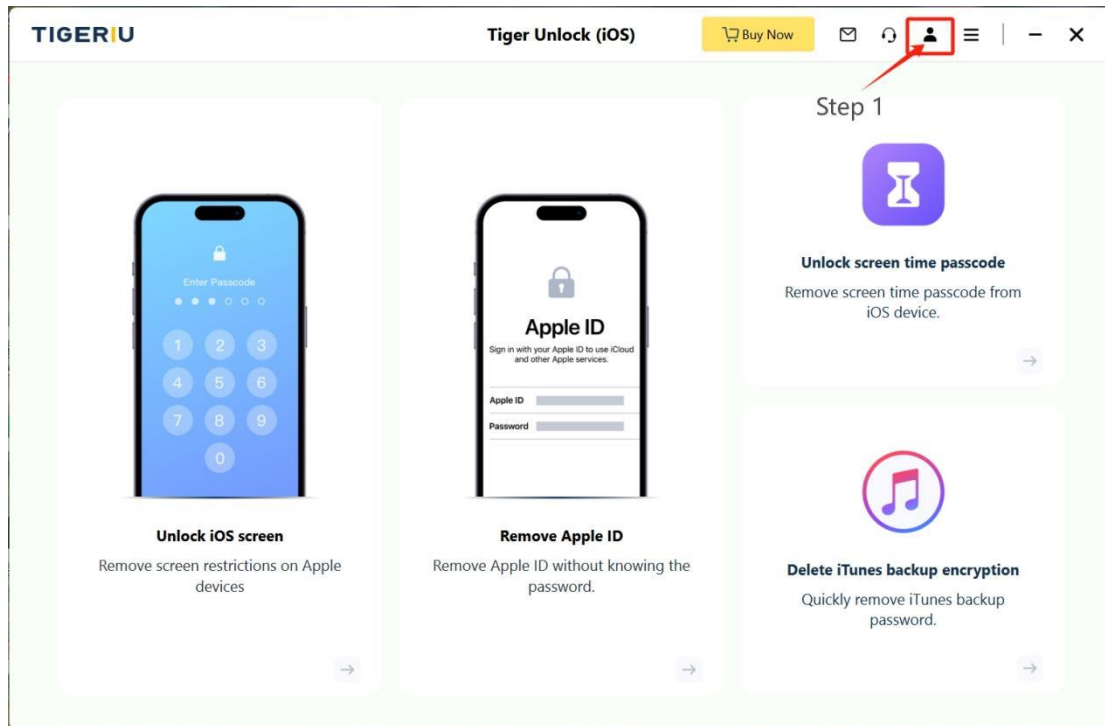 TIGERIU
Tiger Unlock (iOS)
Buy Now
Step 1
Enter Passcode
1 2 3
4 5 6
7 8 9
0
Unlock iOS screen
Remove screen restrictions on Apple
devices
Apple ID
Sign in with your Apple ID to use iCloud
and other Apple services.
Apple ID
Password
Remove Apple ID
Remove Apple ID without knowing the
password.
Unlock screen time passcode
Remove screen time passcode from
iOS device.
Delete iTunes backup encryption
Quickly remove iTunes backup
password.